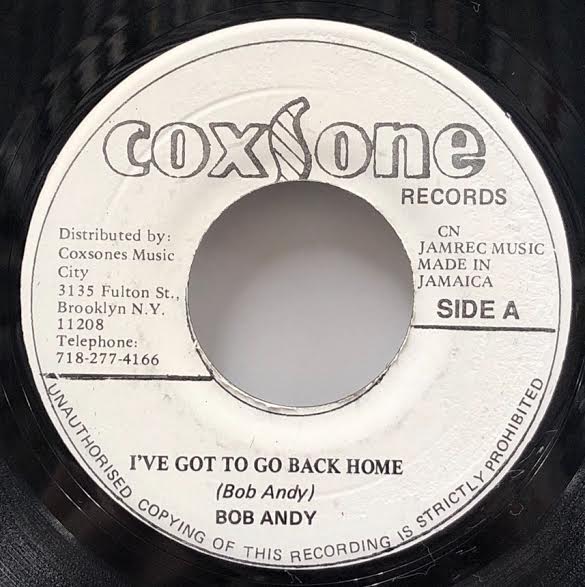 coxsone
RECORDS
Distributed by:
Coxsones Music
City
3135 Fulton St.,
Brooklyn N.Y.
11208
Telephone:
718-277-4166
CN
JAMREC MUSIC
MADE IN
JAMAICA
SIDE A
I'VE GOT TO GO BACK HOME
(Bob Andy)
BOB ANDY
UNAUTHORISED COPYING OF THIS RECORDING IS STRICTLY PROHIBITED